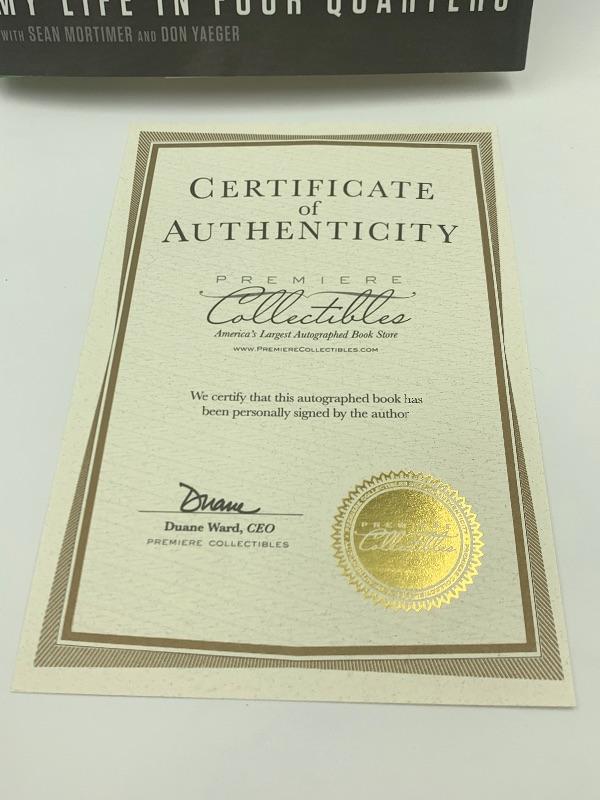 MY LIFE IN FOUR QUARTERS
WITH SEAN MORTIMER AND DON YAEGER
CERTIFICATE
of
AUTHENTICITY
PREMIERE
Collectibles
America's Largest Autographed Book Store
WWW.PREMIERECOLLECTIBLES.COM
We certify that this autographed book has
been personally signed by the author
Duane
Duane Ward, CEO
PREMIERE COLLECTIBLES
Collectibles